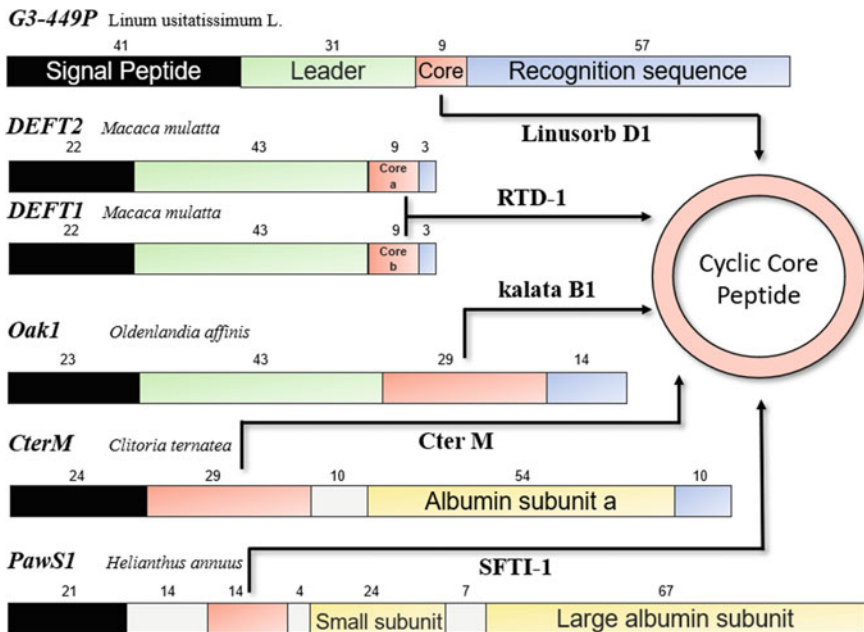 G3-449P Linum usitatissimum L.
41 31 9 57
Signal Peptide Leader Core Recognition sequence
Linusorb D1
DEFT2 Macaca mulatta
22 43 9 3
Core
a
RTD-1
DEFT1 Macaca mulatta
22 43 9 3
Core
b
Cyclic Core
Peptide
kalata B1
Oak1 Oldenlandia affinis
23 43 29 14
CterM Clitoria ternatea
Cter M
24 29 10 54 10
Albumin subunit a
PawS1 Helianthus annuus
SFTI-1
21 14 14 4 24 7 67
Small subunit Large albumin subunit